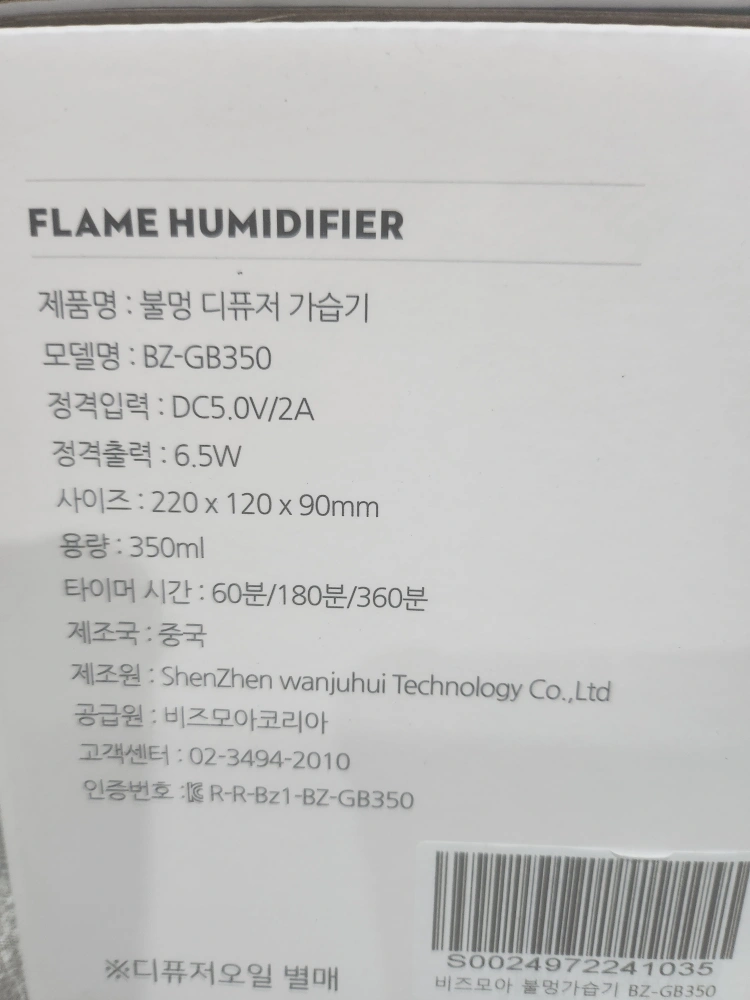 FLAME HUMIDIFIER
제품명 : 불멍 디퓨저 가습기
모델명 : BZ-GB350
정격입력 : DC5.0V/2A
정격출력 : 6.5W
사이즈 : 220 x 120 x 90mm
용량 : 350ml
타이머 시간 : 60분/180분/360분
제조국 : 중국
제조원 : ShenZhen wanjuhui Technology Co.,Ltd
공급원 : 비즈모아코리아
고객센터 : 02-3494-2010
인증번호 : R-R-Bz1-BZ-GB350
S0024972241035
비즈모아 불멍가습기 BZ-GB350
※디퓨저오일 별매